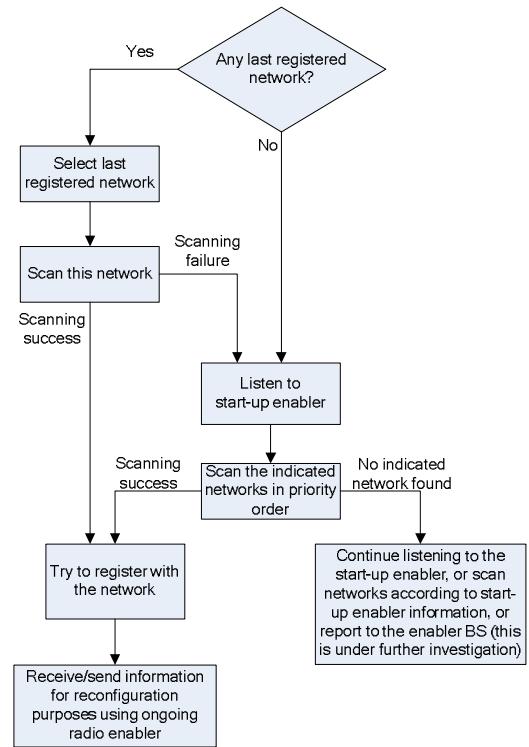 Yes
Any last registered
network?
No
Select last
registered network
Scanning
failure
Scan this network
Scanning
success
Listen to
start-up enabler
Scanning
success
Scan the indicated
networks in priority
order
No indicated
network found
Try to register with
the network
Continue listening to the
start-up enabler, or scan
networks according to start-
up enabler information, or
report to the enabler BS (this
is under further investigation)
Receive/send information
for reconfiguration
purposes using ongoing
radio enabler